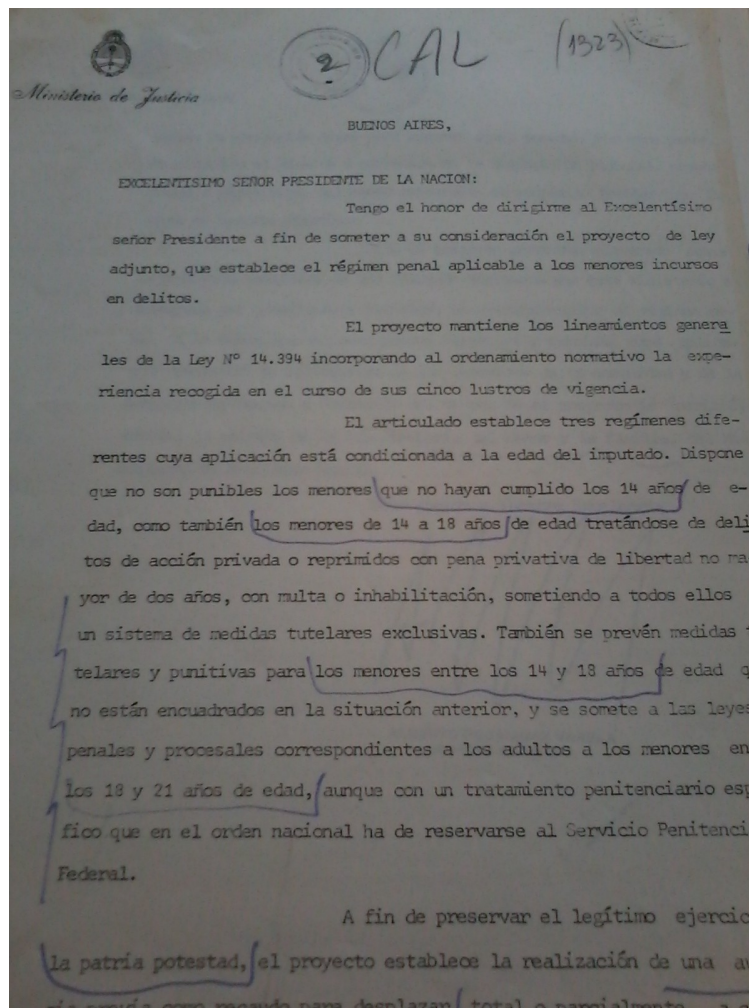 2 CAL (1323)
Ministerio de Justicia
BUENOS AIRES,
EXCELENTISIMO SEÑOR PRESIDENTE DE LA NACION:
Tengo el honor de dirigirme al Excelentísimo
señor Presidente a fin de someter a su consideración el proyecto de ley
adjunto, que establece el régimen penal aplicable a los menores incursos
en delitos.
El proyecto mantiene los lineamientos genera
les de la Ley Nº 14.394 incorporando al ordenamiento normativo la expe-
riencia recogida en el curso de sus cinco lustros de vigencia.
El articulado establece tres regímenes dife-
rentes cuya aplicación está condicionada a la edad del imputado. Dispone
que no son punibles los menores que no hayan cumplido los 14 años de e-
dad, como también los menores de 14 a 18 años de edad tratándose de deli
tos de acción privada o reprimidos con pena privativa de libertad no ma
yor de dos años, con multa o inhabilitación, sometiendo a todos ellos
un sistema de medidas tutelares exclusivas. También se prevén medidas t
telares y punitivas para los menores entre los 14 y 18 años de edad q
no están encuadrados en la situación anterior, y se somete a las leyes
penales y procesales correspondientes a los adultos a los menores en
los 18 y 21 años de edad, aunque con un tratamiento penitenciario esp
fico que en el orden nacional ha de reservarse al Servicio Penitenci
Federal.
A fin de preservar el legítimo ejercic
la patria potestad, el proyecto establece la realización de una au
previa como recaudo para desplazar total o parcialmente